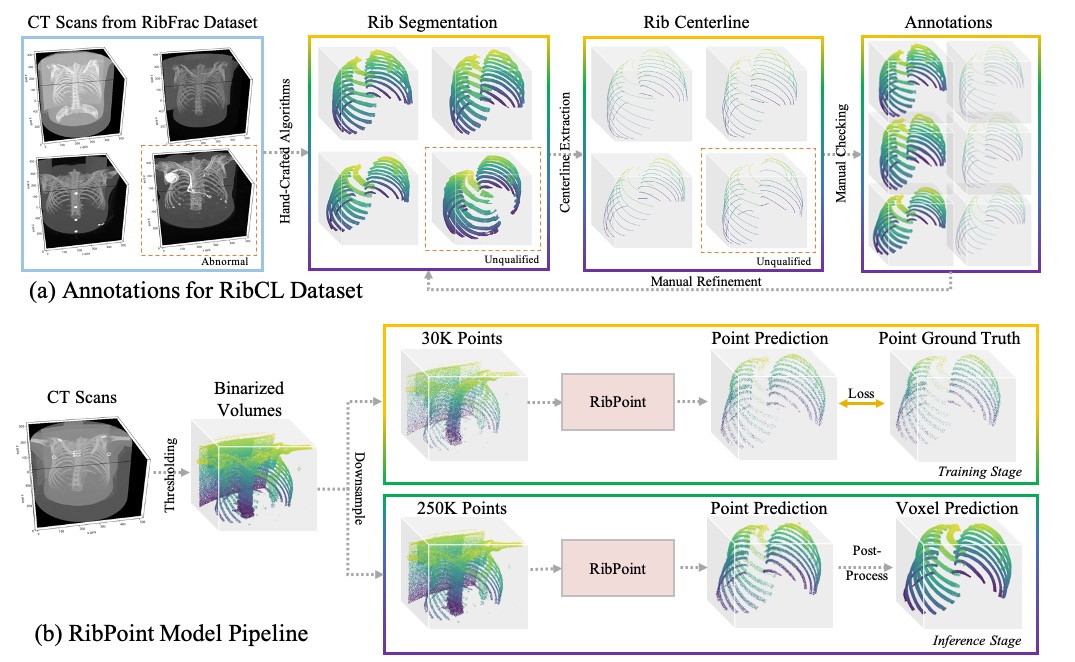 CT Scans from RibFrac Dataset
Rib Segmentation
Rib Centerline
Annotations
Hand-Crafted Algorithms
Centerline Extraction
Manual Checking
Abnormal
Unqualified
Unqualified
Manual Refinement
(a) Annotations for RibCL Dataset
30K Points
Point Prediction
Point Ground Truth
CT Scans
Binarized
Volumes
Thresholding
Downsample
RibPoint
Loss
Training Stage
250K Points
Point Prediction
Voxel Prediction
RibPoint
Post-
Process
Inference Stage
(b) RibPoint Model Pipeline